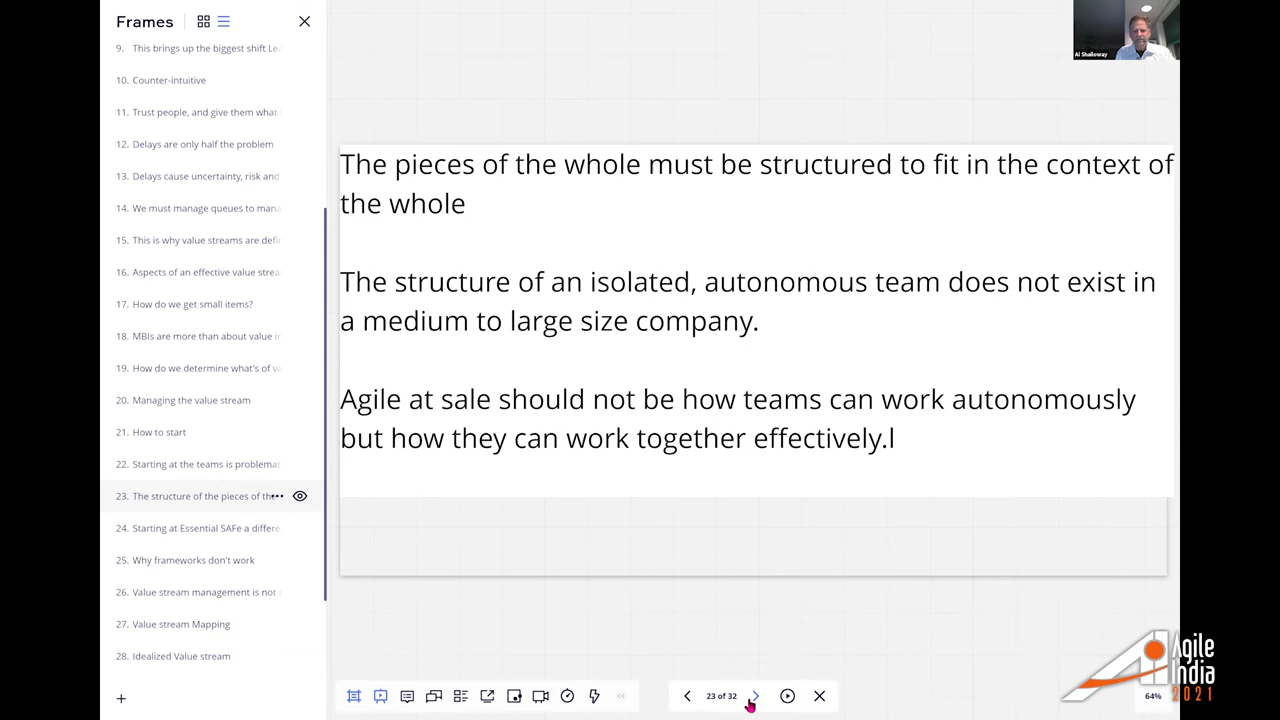 Frames
9. This brings up the biggest shift Le
10. Counter-intuitive
11. Trust people, and give them what
12. Delays are only half the problem
13. Delays cause uncertainty, risk and
14. We must manage queues to mana
15. This is why value streams are defi
16. Aspects of an effective value strea
17. How do we get small items?
18. MBIs are more than about value i
19. How do we determine what's of va
20. Managing the value stream
21. How to start
22. Starting at the teams is problemat
23. The structure of the pieces of the
24. Starting at Essential SAFe a differe
25. Why frameworks don't work
26. Value stream management is not
27. Value stream Mapping
28. Idealized Value stream
The pieces of the whole must be structured to fit in the context of
the whole
The structure of an isolated, autonomous team does not exist in
a medium to large size company.
Agile at sale should not be how teams can work autonomously
but how they can work together effectively.l
23 of 32
64%
Al Shalloway
Agile
India
2021